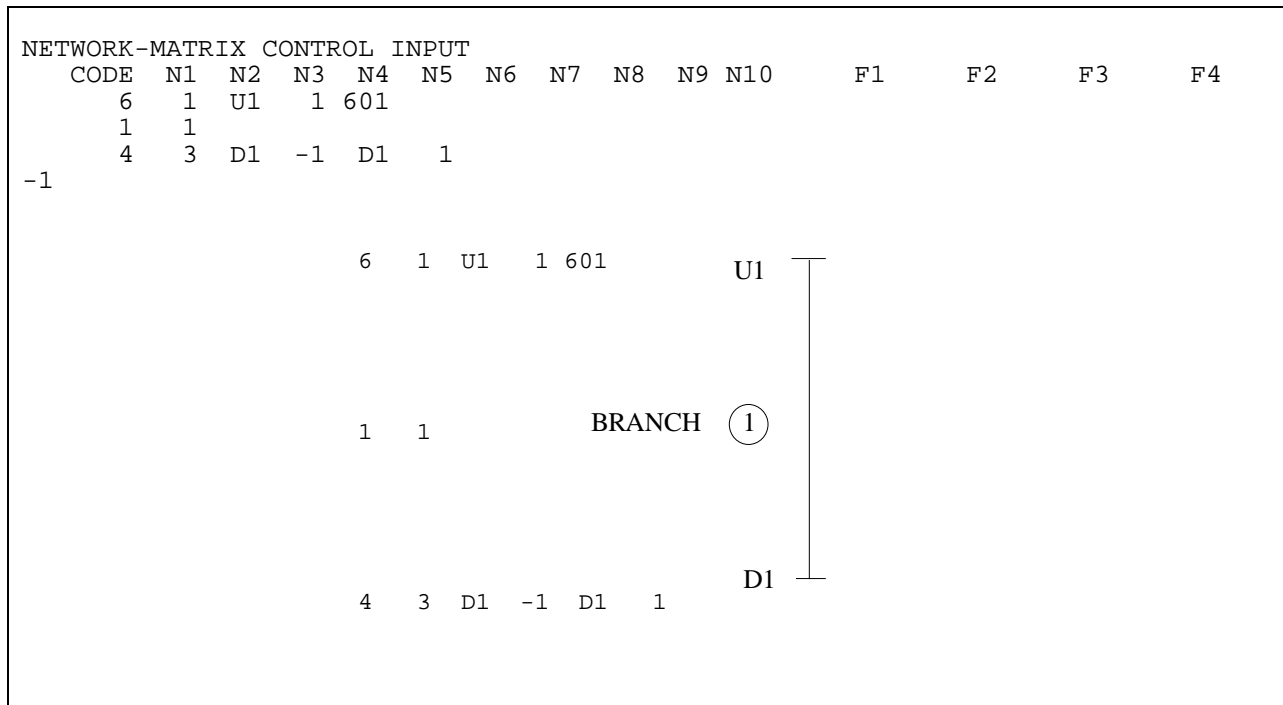 NETWORK-MATRIX CONTROL INPUT
CODE N1 N2 N3 N4 N5 N6 N7 N8 N9 N10 F1 F2 F3 F4
6 1 U1 1 601
1 1
4 3 D1 -1 D1 1
-1
6 1 U1 1 601 U1
1 1 BRANCH 1
D1
4 3 D1 -1 D1 1